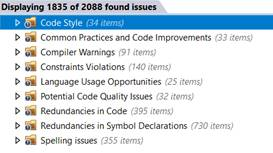 Displaying 1835 of 2088 found issues
Code Style (34 items)
Common Practices and Code Improvements (33 items)
Compiler Warnings (91 items)
Constraints Violations (140 items)
Language Usage Opportunities (25 items)
Potential Code Quality Issues (32 items)
Redundancies in Code (395 items)
Redundancies in Symbol Declarations (730 items)
Spelling issues (355 items)